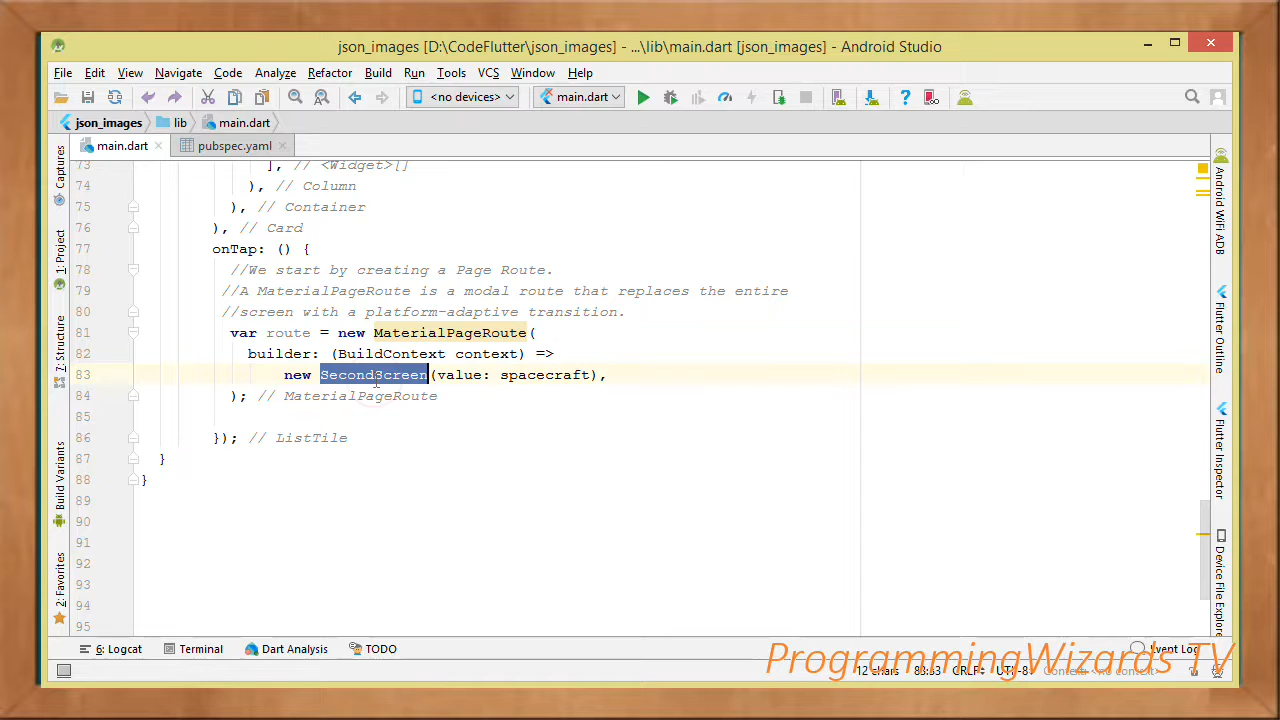 json_images [D:\CodeFlutter\json_images] - ...\lib\main.dart [json_images] - Android Studio
File Edit View Navigate Code Analyze Refactor Build Run Tools VCS Window Help
<no devices> main.dart
json_images lib main.dart
main.dart pubspec.yaml
73 ], // <Widget>[]
74 ), // Column
75 ), // Container
76 ), // Card
77 onTap: () {
78 //We start by creating a Page Route.
79 //A MaterialPageRoute is a modal route that replaces the entire
80 //screen with a platform-adaptive transition.
81 var route = new MaterialPageRoute(
82 builder: (BuildContext context) =>
83 new SecondScreen(value: spacecraft),
84 ); // MaterialPageRoute
85
86 }); // ListTile
87 }
88 }
89
90
91
92
93
94
95
Captures
1: Project
7: Structure
Build Variants
2: Favorites
Android WiFi ADB
Flutter Outline
Flutter Inspector
Device File Explorer
6: Logcat Terminal Dart Analysis TODO Event Log
ProgrammingWizards TV
12 chars 83:33 CRLF UTF-8 Context: <no context>